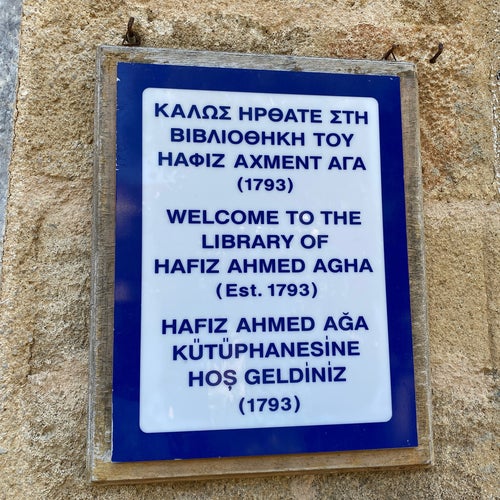 ΚΑΛΩΣ ΗΡΘΑΤΕ ΣΤΗ
ΒΙΒΛΙΟΘΗΚΗ ΤΟΥ
ΗΑΦΙΖ ΑΧΜΕΝΤ ΑΓΑ
(1793)
WELCOME TO THE
LIBRARY OF
HAFIZ AHMED AGHA
(Est. 1793)
HAFIZ AHMED AĞA
KÜTÜPHANESİNE
HOŞ GELDİNİZ
(1793)